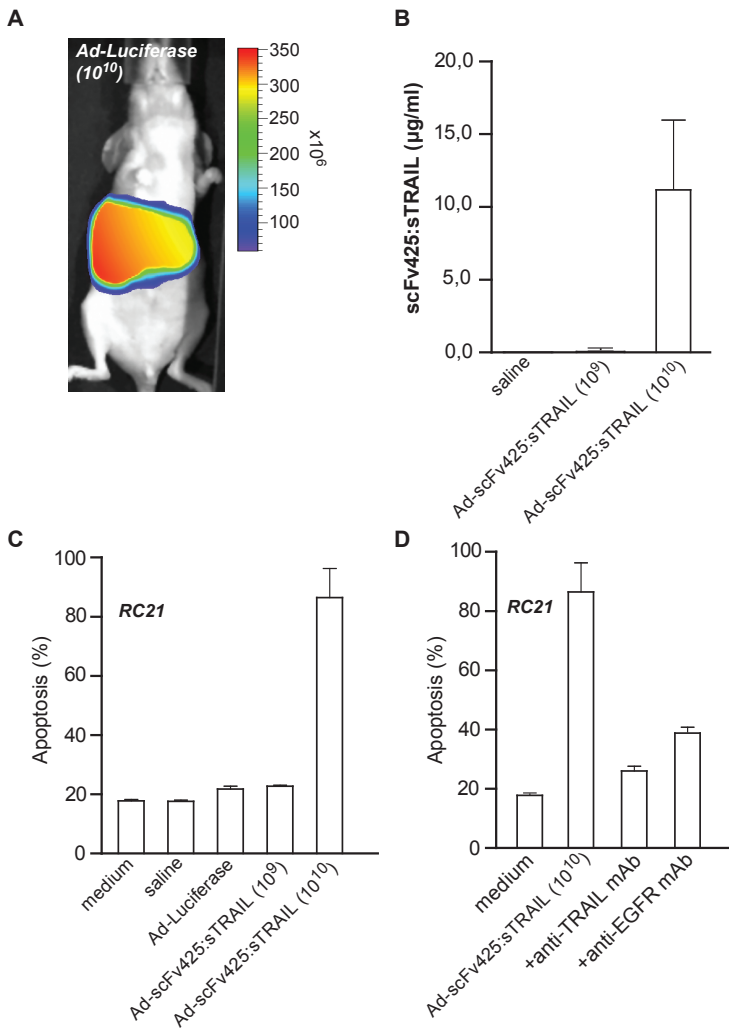 A
Ad-Luciferase
(10¹⁰)
350
300
250
200
150
100
x10⁶
B
scFv425:sTRAIL (µg/ml)
20,0
15,0
10,0
5,0
0,0
saline
Ad-scFv425:sTRAIL (10⁹)
Ad-scFv425:sTRAIL (10¹⁰)
C
Apoptosis (%)
100
80
60
40
20
0
RC21
medium
saline
Ad-Luciferase
Ad-scFv425:sTRAIL (10⁹)
Ad-scFv425:sTRAIL (10¹⁰)
D
Apoptosis (%)
100
80
60
40
20
0
RC21
medium
Ad-scFv425:sTRAIL (10¹⁰)
+anti-TRAIL mAb
+anti-EGFR mAb